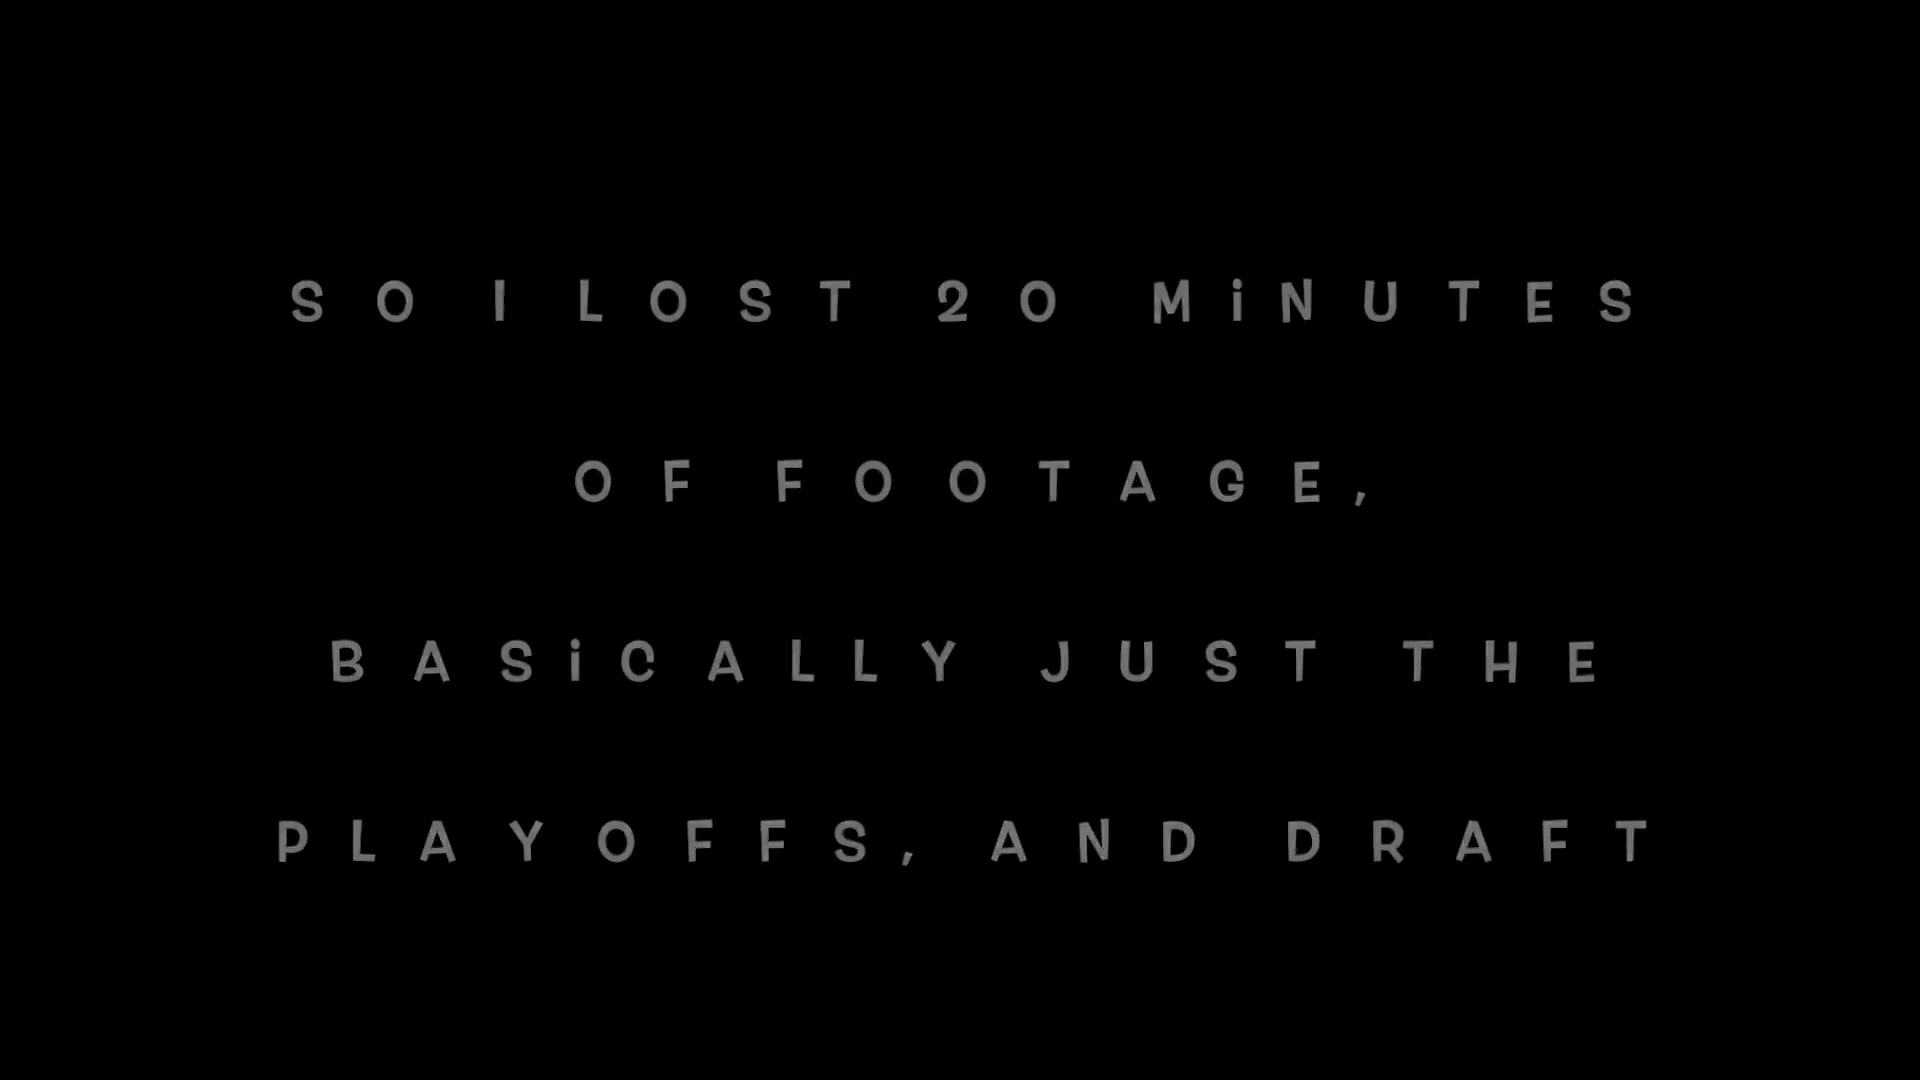 SO I LOST 20 MiNUTES
OF FOOTAGE,
BASiCALLY JUST THE
PLAYOFFS, AND DRAFT